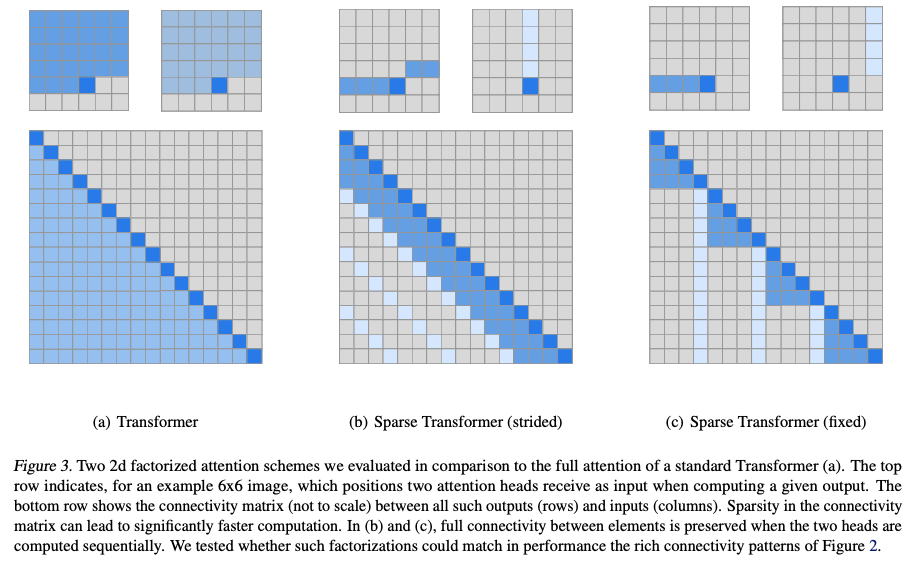 (a) Transformer
(b) Sparse Transformer (strided)
(c) Sparse Transformer (fixed)
Figure 3. Two 2d factorized attention schemes we evaluated in comparison to the full attention of a standard Transformer (a). The top
row indicates, for an example 6x6 image, which positions two attention heads receive as input when computing a given output. The
bottom row shows the connectivity matrix (not to scale) between all such outputs (rows) and inputs (columns). Sparsity in the connectivity
matrix can lead to significantly faster computation. In (b) and (c), full connectivity between elements is preserved when the two heads are
computed sequentially. We tested whether such factorizations could match in performance the rich connectivity patterns of Figure 2.